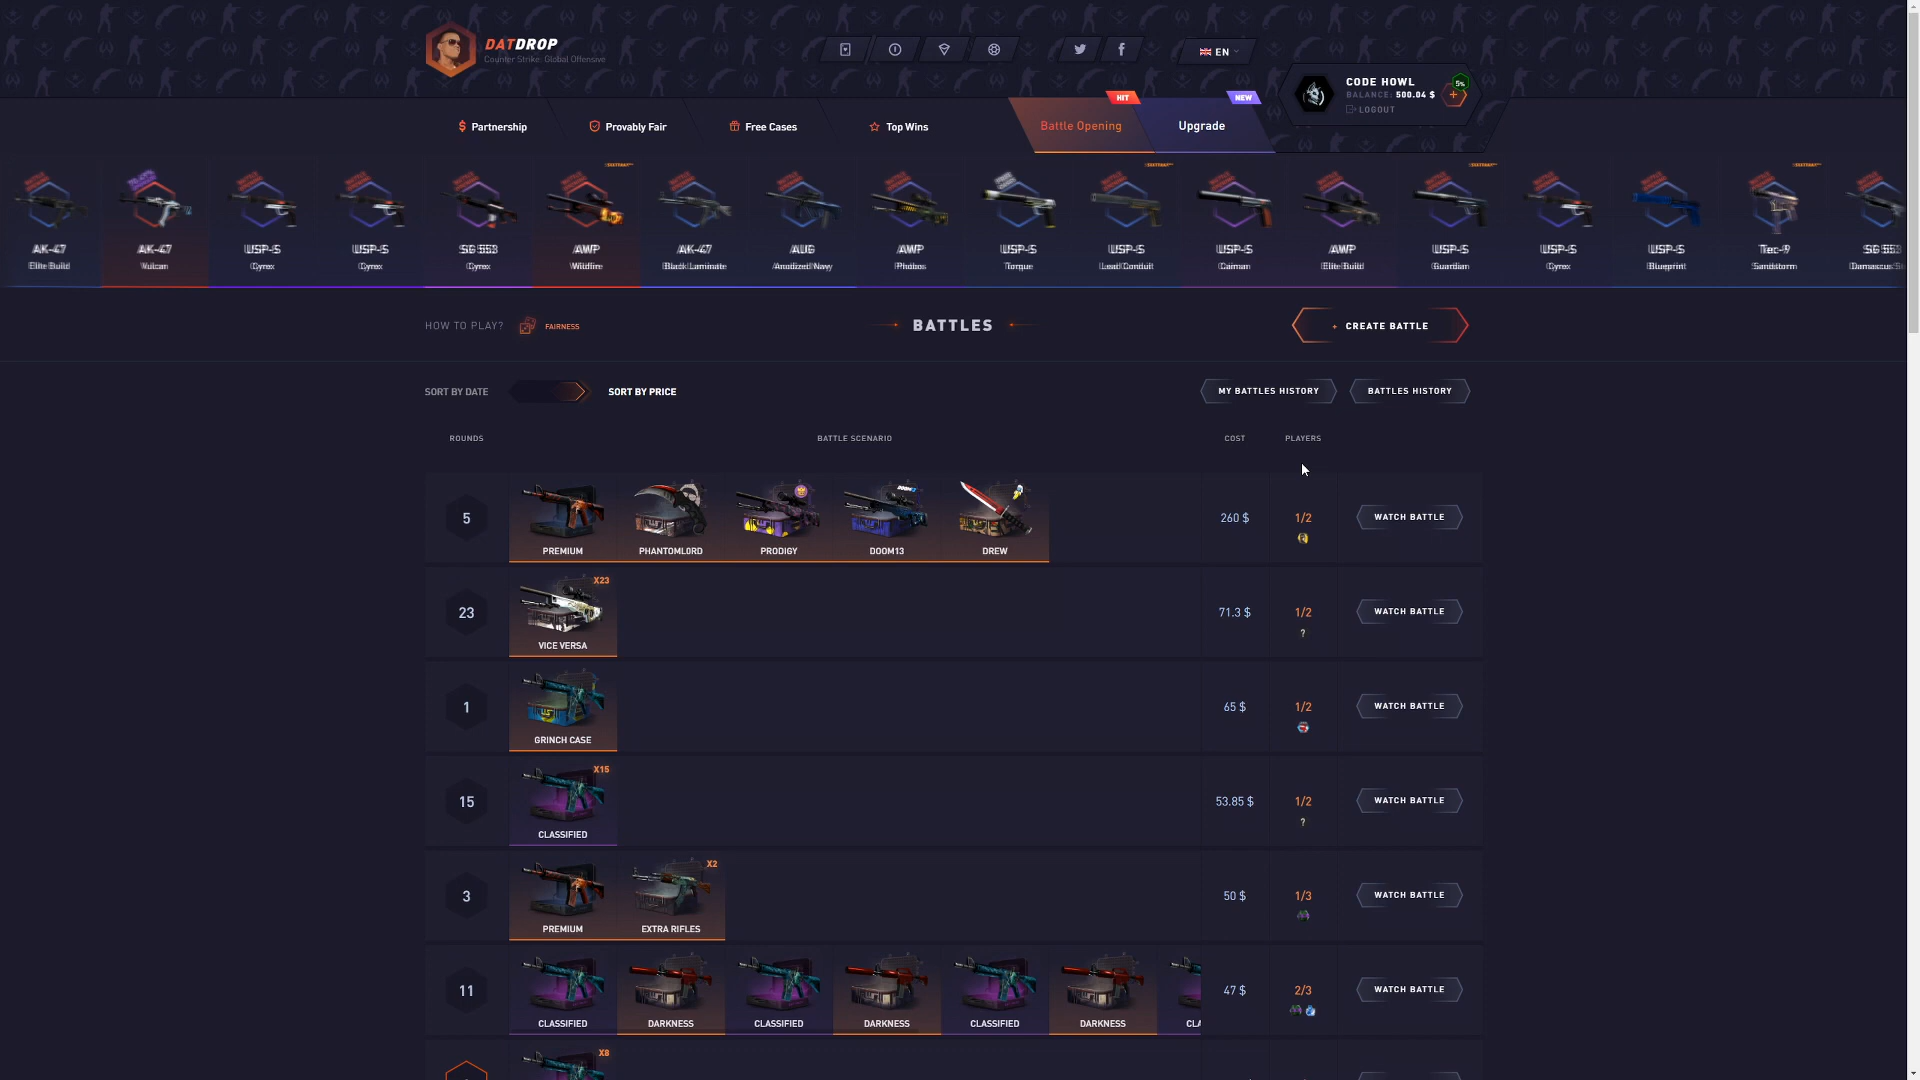 DATDROP
Counter Strike: Global Offensive
EN
CODE HOWL
BALANCE: 500.04 $
LOGOUT
5%
Partnership
Provably Fair
Free Cases
Top Wins
HIT
Battle Opening
NEW
Upgrade
AK-47
Elite Build
AK-47
Vulcan
USP-S
Cyrex
USP-S
Cyrex
SG 553
Cyrex
AWP
Wildfire
AK-47
Black Laminate
AUG
Anodized Navy
AWP
Phobos
USP-S
Torque
USP-S
Lead Conduit
USP-S
Caiman
AWP
Elite Build
USP-S
Guardian
USP-S
Cyrex
USP-S
Blueprint
Tec-9
Sandstorm
SG 553
HOW TO PLAY?
FAIRNESS
BATTLES
+ CREATE BATTLE
SORT BY DATE
SORT BY PRICE
MY BATTLES HISTORY
BATTLES HISTORY
ROUNDS
BATTLE SCENARIO
COST
PLAYERS
5
PREMIUM
PHANTOML0RD
PRODIGY
DOOM13
DREW
260 $
1/2
WATCH BATTLE
23
X23
VICE VERSA
71.3 $
1/2
?
WATCH BATTLE
1
GRINCH CASE
65 $
1/2
WATCH BATTLE
15
X15
CLASSIFIED
53.85 $
1/2
?
WATCH BATTLE
3
PREMIUM
X2
EXTRA RIFLES
50 $
1/3
WATCH BATTLE
11
CLASSIFIED
DARKNESS
CLASSIFIED
DARKNESS
CLASSIFIED
DARKNESS
CLA
47 $
2/3
WATCH BATTLE
X8